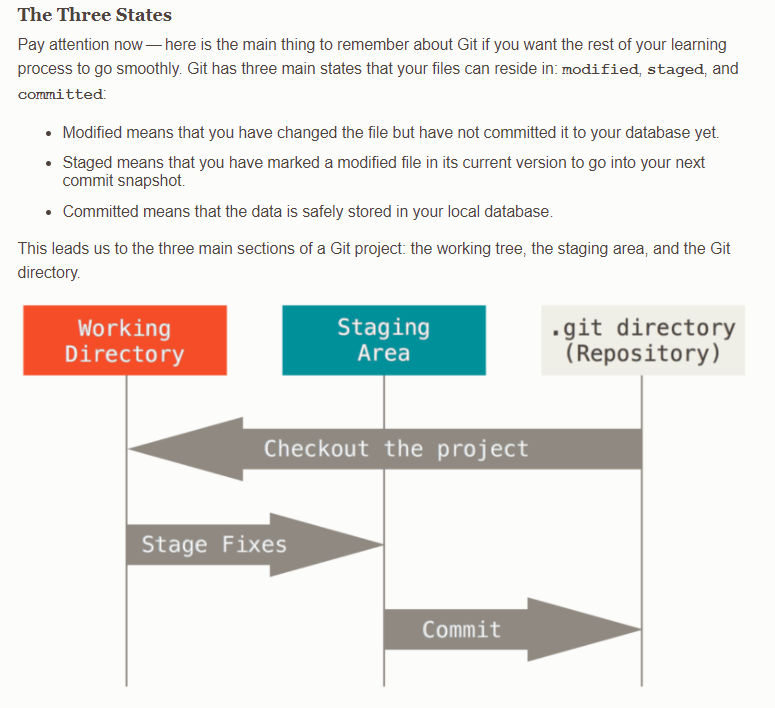 The Three States
Pay attention now — here is the main thing to remember about Git if you want the rest of your learning
process to go smoothly. Git has three main states that your files can reside in: modified, staged, and
committed:
• Modified means that you have changed the file but have not committed it to your database yet.
• Staged means that you have marked a modified file in its current version to go into your next
commit snapshot.
• Committed means that the data is safely stored in your local database.
This leads us to the three main sections of a Git project: the working tree, the staging area, and the Git
directory.
Working
Directory
Staging
Area
.git directory
(Repository)
Checkout the project
Stage Fixes
Commit